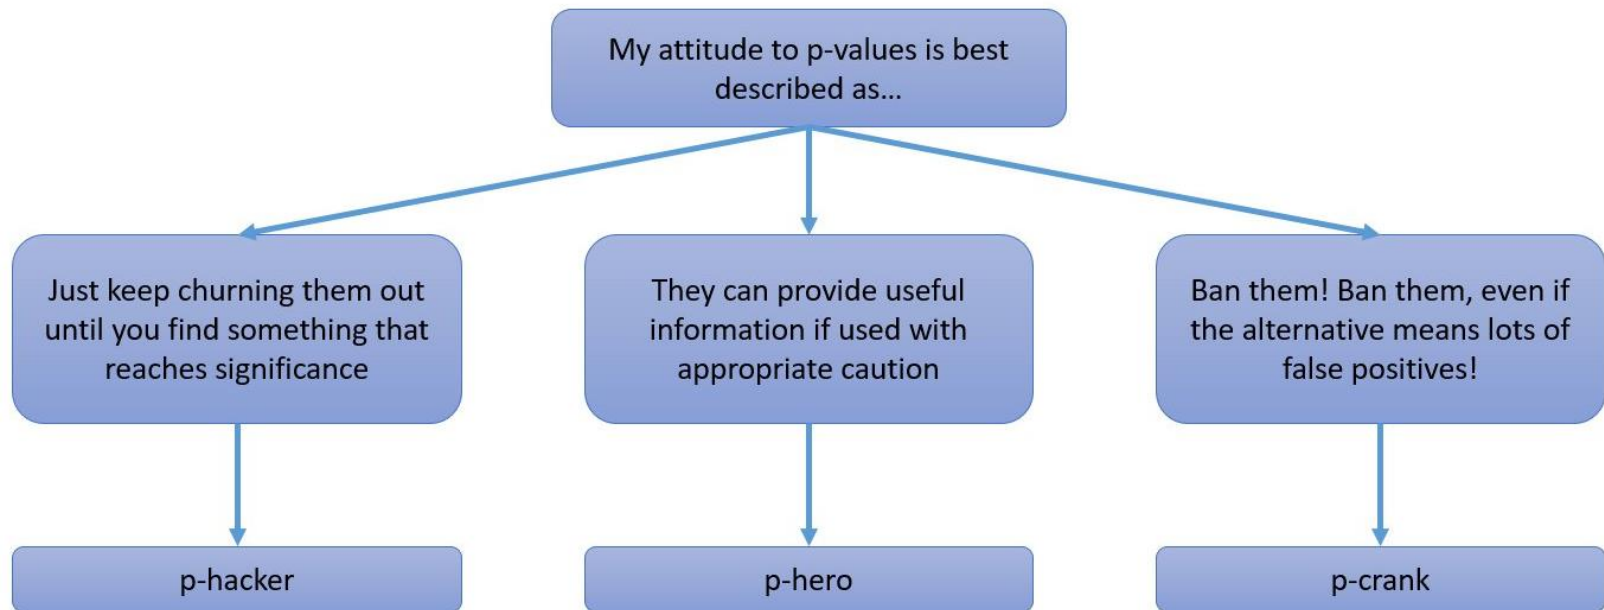 My attitude to p-values is best
described as…
Just keep churning them out
until you find something that
reaches significance
They can provide useful
information if used with
appropriate caution
Ban them! Ban them, even if
the alternative means lots of
false positives!
p-hacker
p-hero
p-crank